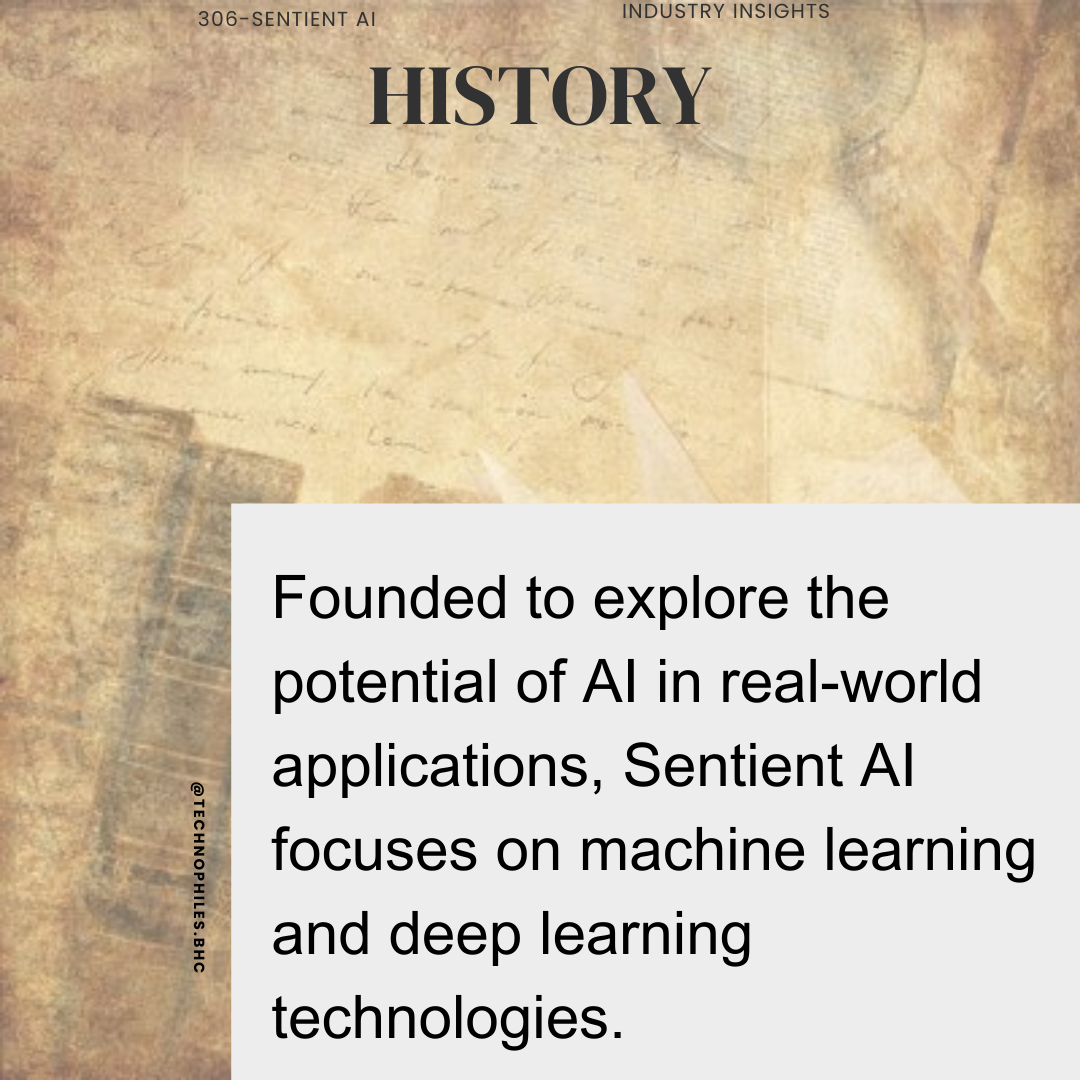 306-SENTIENT AI
INDUSTRY INSIGHTS
HISTORY
Founded to explore the
potential of AI in real-world
applications, Sentient AI
focuses on machine learning
and deep learning
technologies.
@TECHNOPHILES.BHC